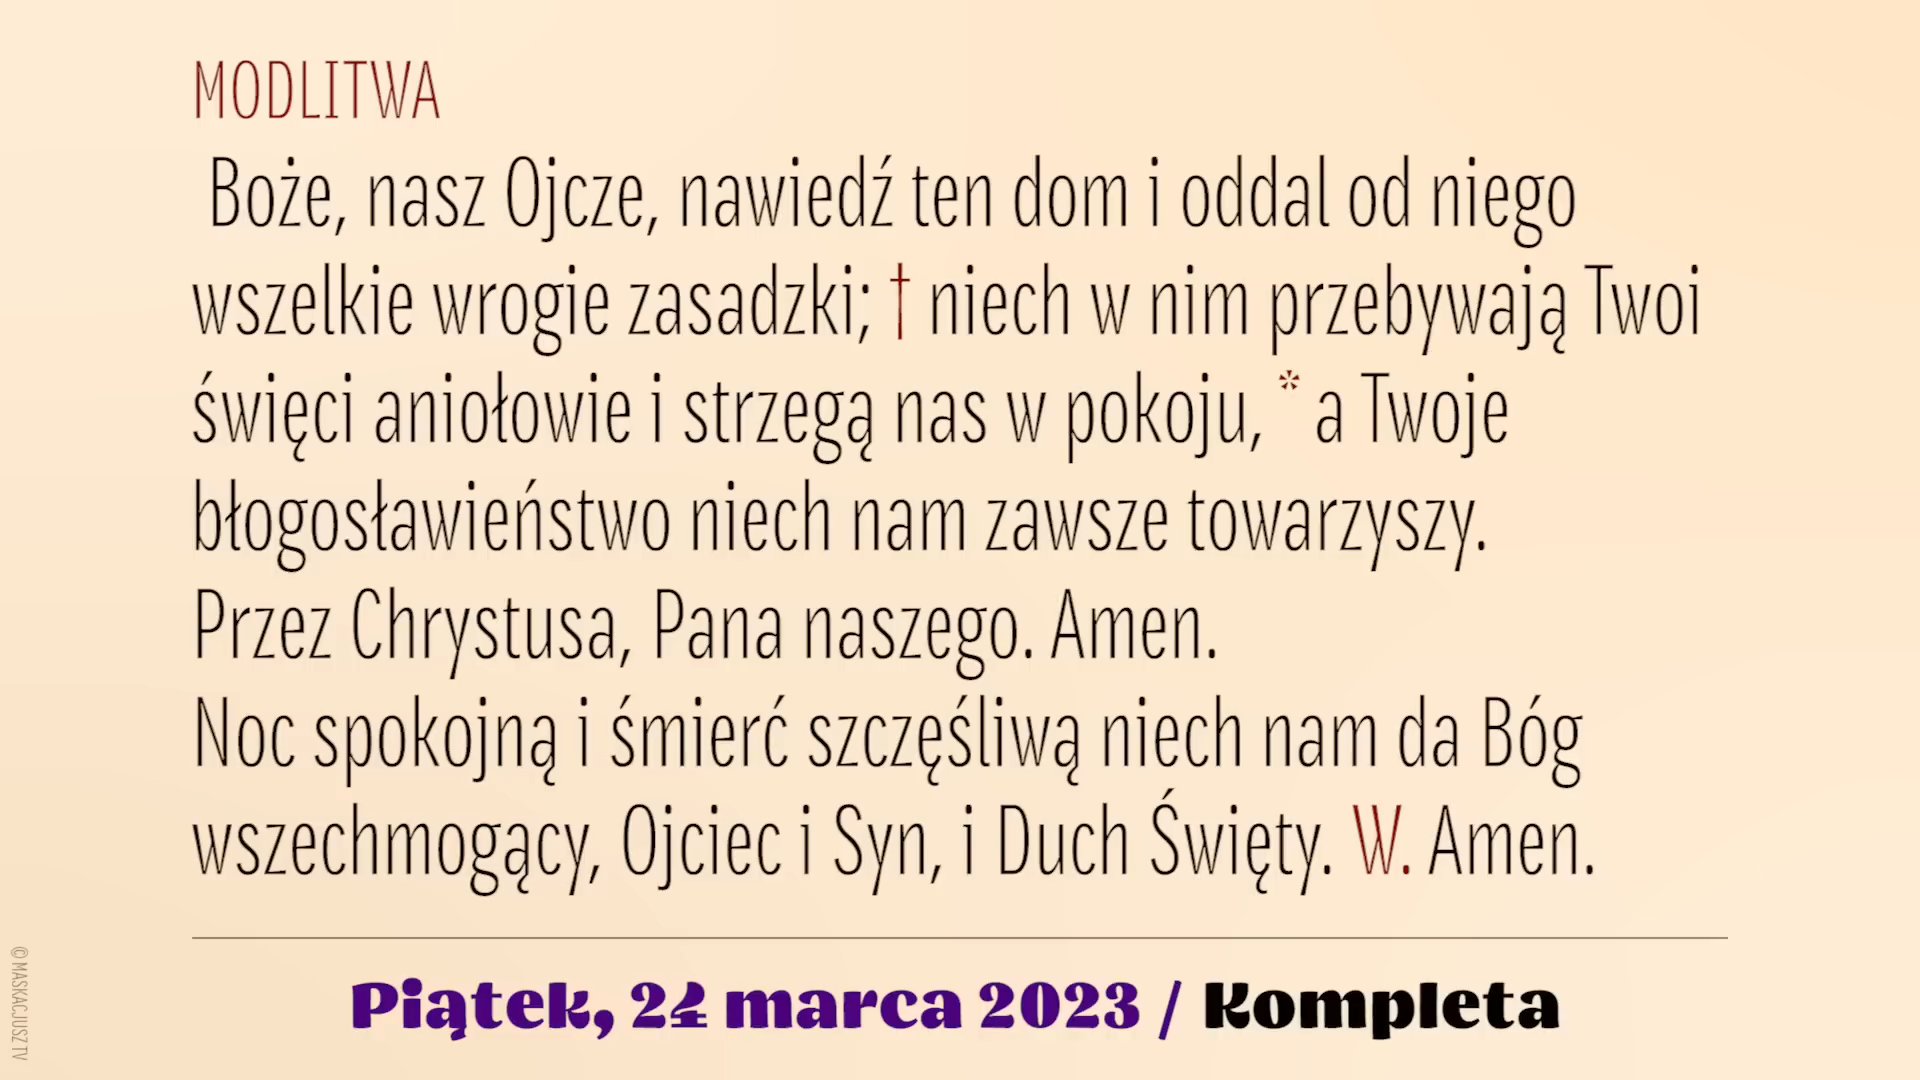 MODLITWA
Boże, nasz Ojcze, nawiedź ten dom i oddal od niego
wszelkie wrogie zasadzki; † niech w nim przebywają Twoi
święci aniołowie i strzegą nas w pokoju, * a Twoje
błogosławieństwo niech nam zawsze towarzyszy.
Przez Chrystusa, Pana naszego. Amen.
Noc spokojną i śmierć szczęśliwą niech nam da Bóg
wszechmogący, Ojciec i Syn, i Duch Święty. W. Amen.
Piątek, 24 marca 2023 / Kompleta
© MASKACJUSZ TV